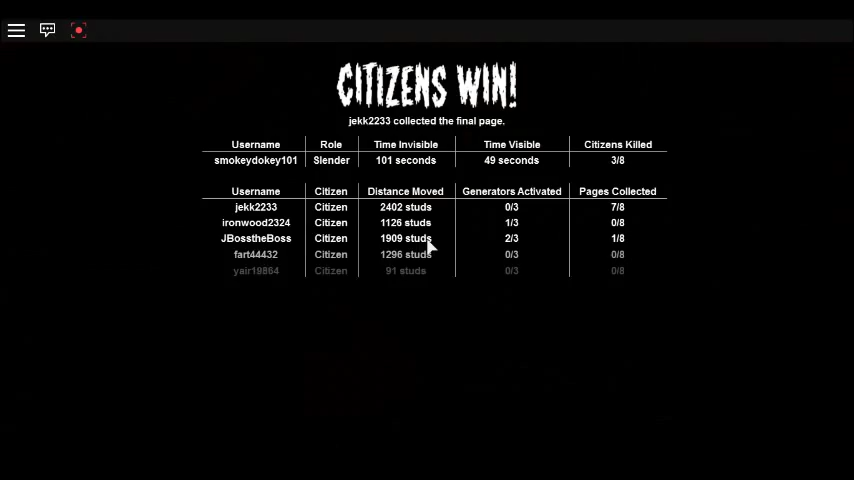 CITIZENS WIN!
jekk2233 collected the final page.
Username Role Time Invisible Time Visible Citizens Killed
smokeydokey101 Slender 101 seconds 49 seconds 3/8
Username Citizen Distance Moved Generators Activated Pages Collected
jekk2233 Citizen 2402 studs 0/3 7/8
ironwood2324 Citizen 1126 studs 1/3 0/8
JBosstheBoss Citizen 1909 studs 2/3 1/8
fart44432 Citizen 1296 studs 0/3 0/8
yair19864 Citizen 91 studs 0/3 0/8